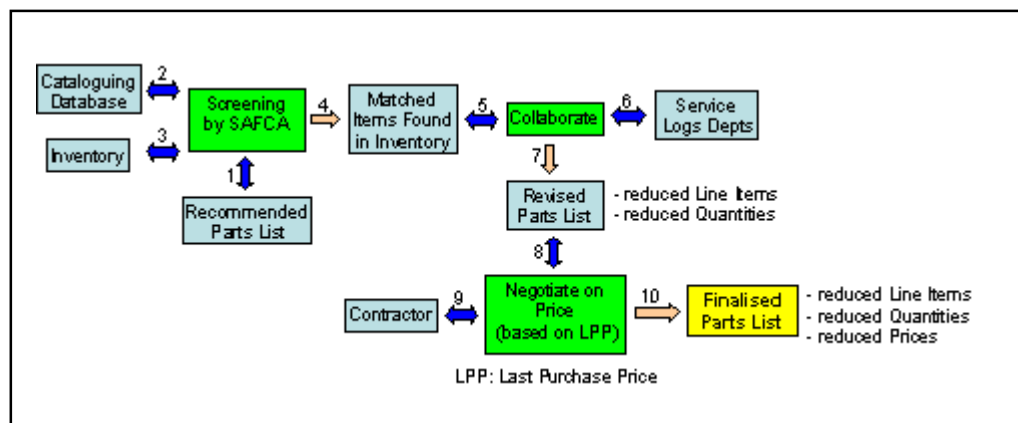 Cataloguing
Database
2
Screening
by SAFCA
4
Matched
Items Found
in Inventory
5
Collaborate
6
Service
Logs Depts
3
Inventory
1
Recommended
Parts List
7
Revised
Parts List
- reduced Line Items
- reduced Quantities
8
Contractor
9
Negotiate on
Price
(based on LPP)
10
Finalised
Parts List
- reduced Line Items
- reduced Quantities
- reduced Prices
LPP: Last Purchase Price